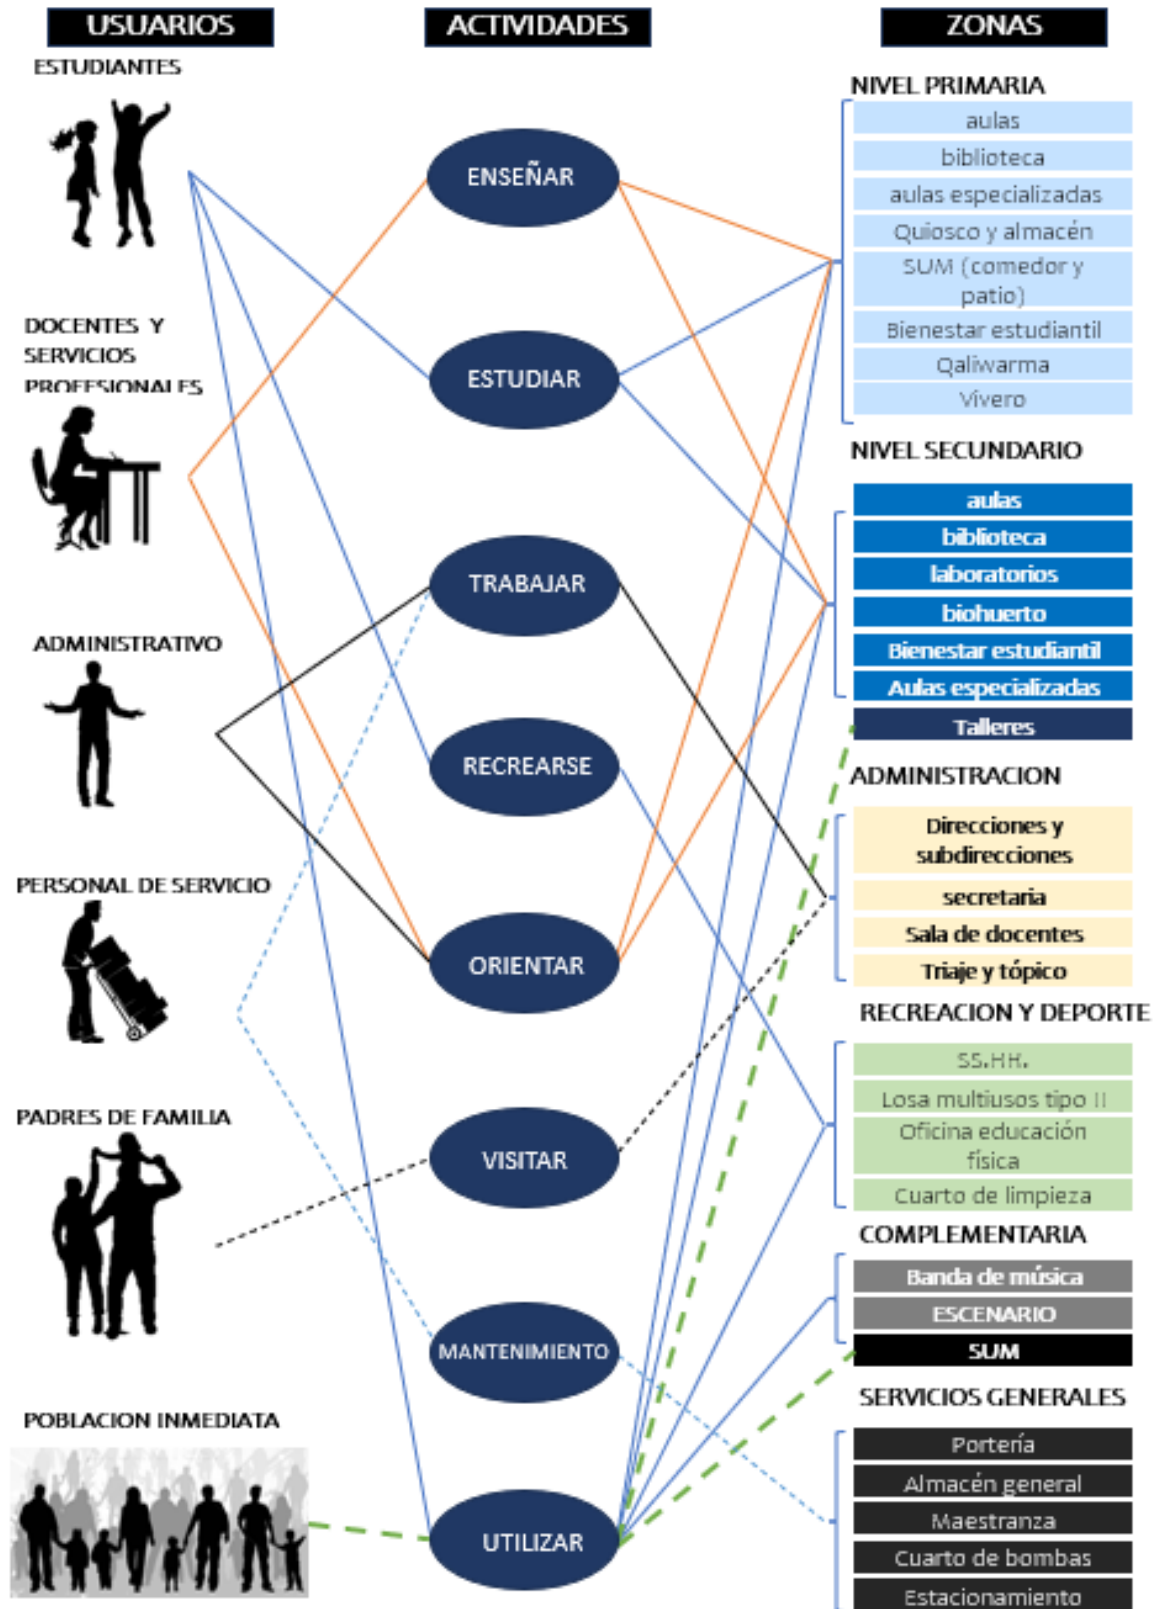 USUARIOS
ESTUDIANTES
DOCENTES Y
SERVICIOS
PROFESIONALES
ADMINISTRATIVO
PERSONAL DE SERVICIO
PADRES DE FAMILIA
POBLACION INMEDIATA
ACTIVIDADES
ENSEÑAR
ESTUDIAR
TRABAJAR
RECREARSE
ORIENTAR
VISITAR
MANTENIMIENTO
UTILIZAR
ZONAS
NIVEL PRIMARIA
aulas
biblioteca
aulas especializadas
Quiosco y almacén
SUM (comedor y
patio)
Bienestar estudiantil
Qaliwarma
Vivero
NIVEL SECUNDARIO
aulas
biblioteca
laboratorios
biohuerto
Bienestar estudiantil
Aulas especializadas
Talleres
ADMINISTRACION
Direcciones y
subdirecciones
secretaria
Sala de docentes
Triaje y tópico
RECREACION Y DEPORTE
SS.HH.
Losa multiusos tipo II
Oficina educación
física
Cuarto de limpieza
COMPLEMENTARIA
Banda de música
ESCENARIO
SUM
SERVICIOS GENERALES
Portería
Almacén general
Maestranza
Cuarto de bombas
Estacionamiento